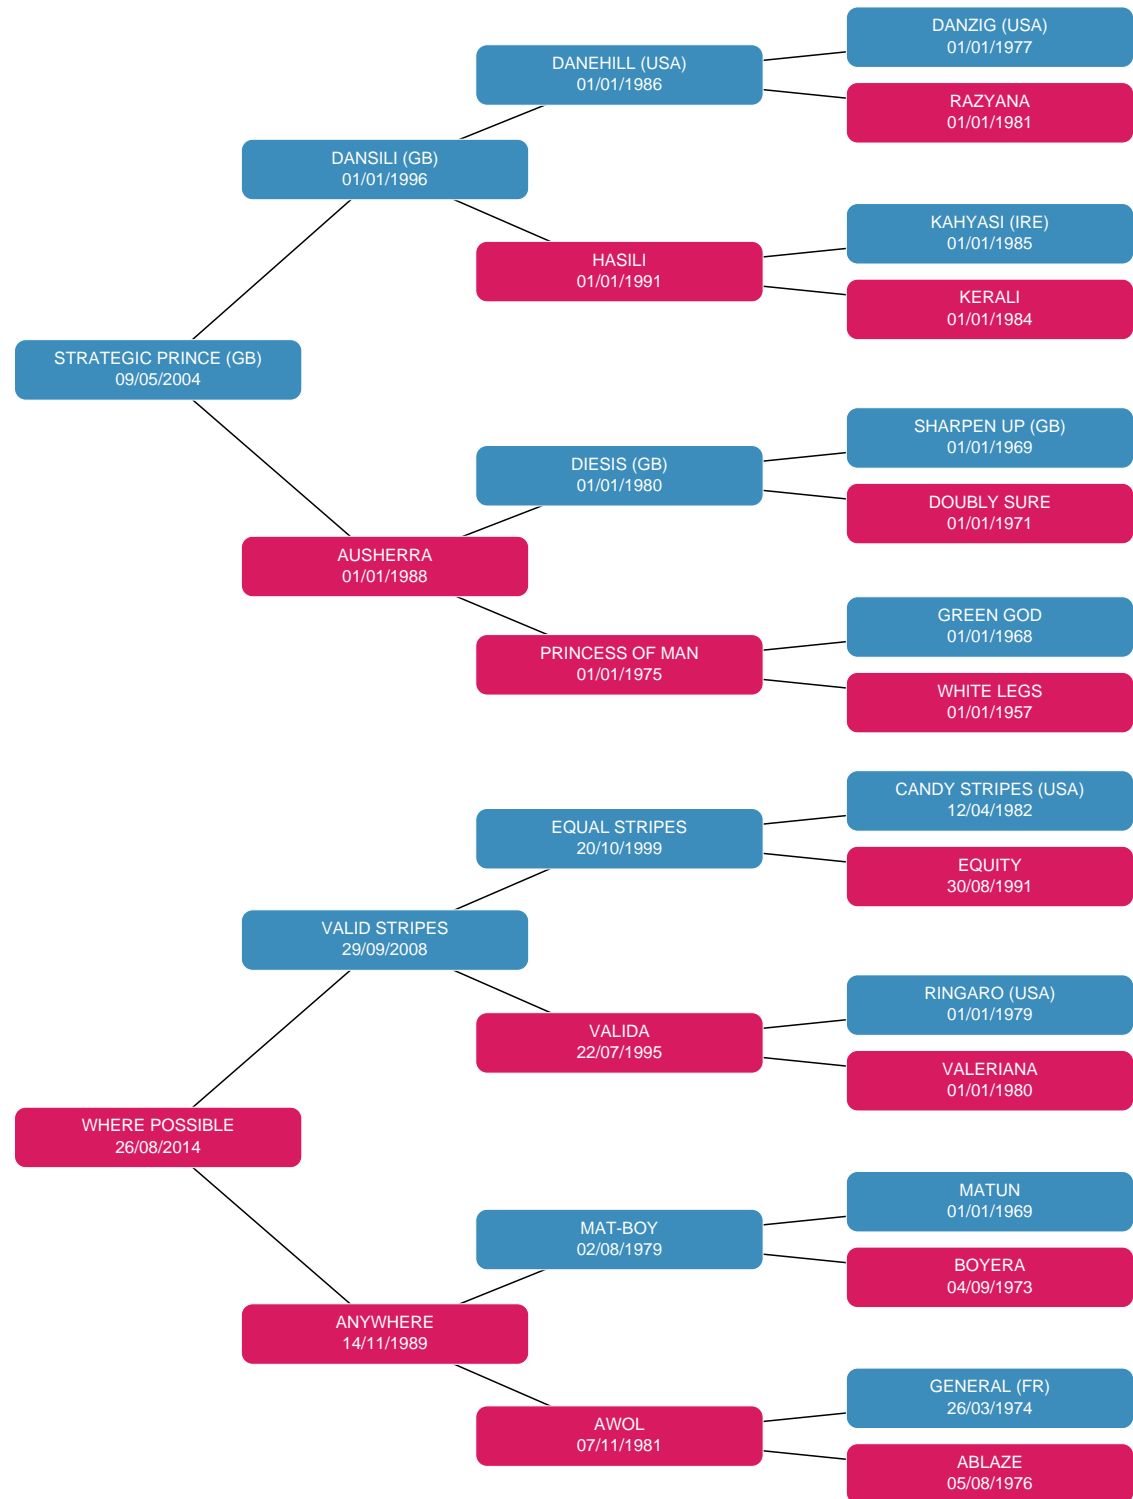 DANZIG (USA)
01/01/1977
DANEHILL (USA)
01/01/1986
RAZYANA
01/01/1981
DANSILI (GB)
01/01/1996
KAHYASI (IRE)
01/01/1985
HASILI
01/01/1991
KERALI
01/01/1984
STRATEGIC PRINCE (GB)
09/05/2004
SHARPEN UP (GB)
01/01/1969
DIESIS (GB)
01/01/1980
DOUBLY SURE
01/01/1971
AUSHERRA
01/01/1988
GREEN GOD
01/01/1968
PRINCESS OF MAN
01/01/1975
WHITE LEGS
01/01/1957
CANDY STRIPES (USA)
12/04/1982
EQUAL STRIPES
20/10/1999
EQUITY
30/08/1991
VALID STRIPES
29/09/2008
RINGARO (USA)
01/01/1979
VALIDA
22/07/1995
VALERIANA
01/01/1980
WHERE POSSIBLE
26/08/2014
MATUN
01/01/1969
MAT-BOY
02/08/1979
BOYERA
04/09/1973
ANYWHERE
14/11/1989
GENERAL (FR)
26/03/1974
AWOL
07/11/1981
ABLAZE
05/08/1976